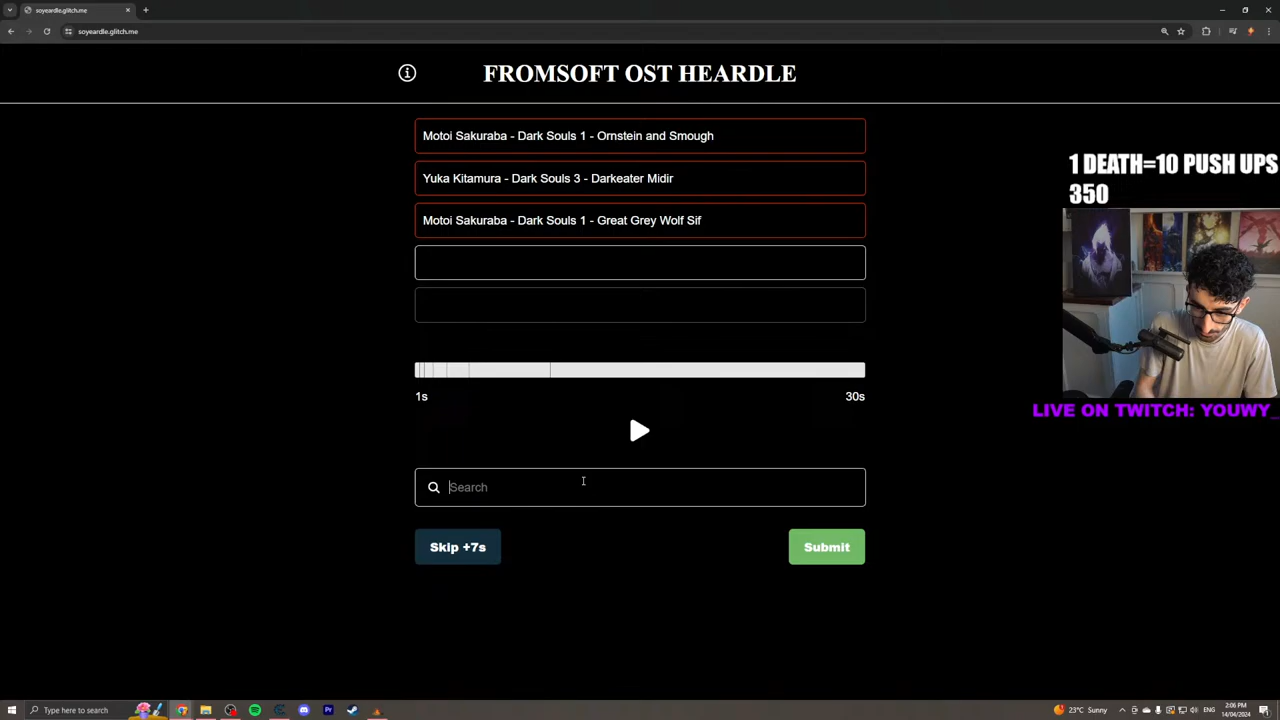 soyeardle.glitch.me
soyeardle.glitch.me
FROMSOFT OST HEARDLE
Motoi Sakuraba - Dark Souls 1 - Ornstein and Smough
Yuka Kitamura - Dark Souls 3 - Darkeater Midir
Motoi Sakuraba - Dark Souls 1 - Great Grey Wolf Sif
1s
30s
Search
Skip +7s
Submit
1 DEATH=10 PUSH UPS
350
LIVE ON TWITCH: YOUWY_
Type here to search
Pr
23°C Sunny
ENG
2:06 PM
14/04/2024